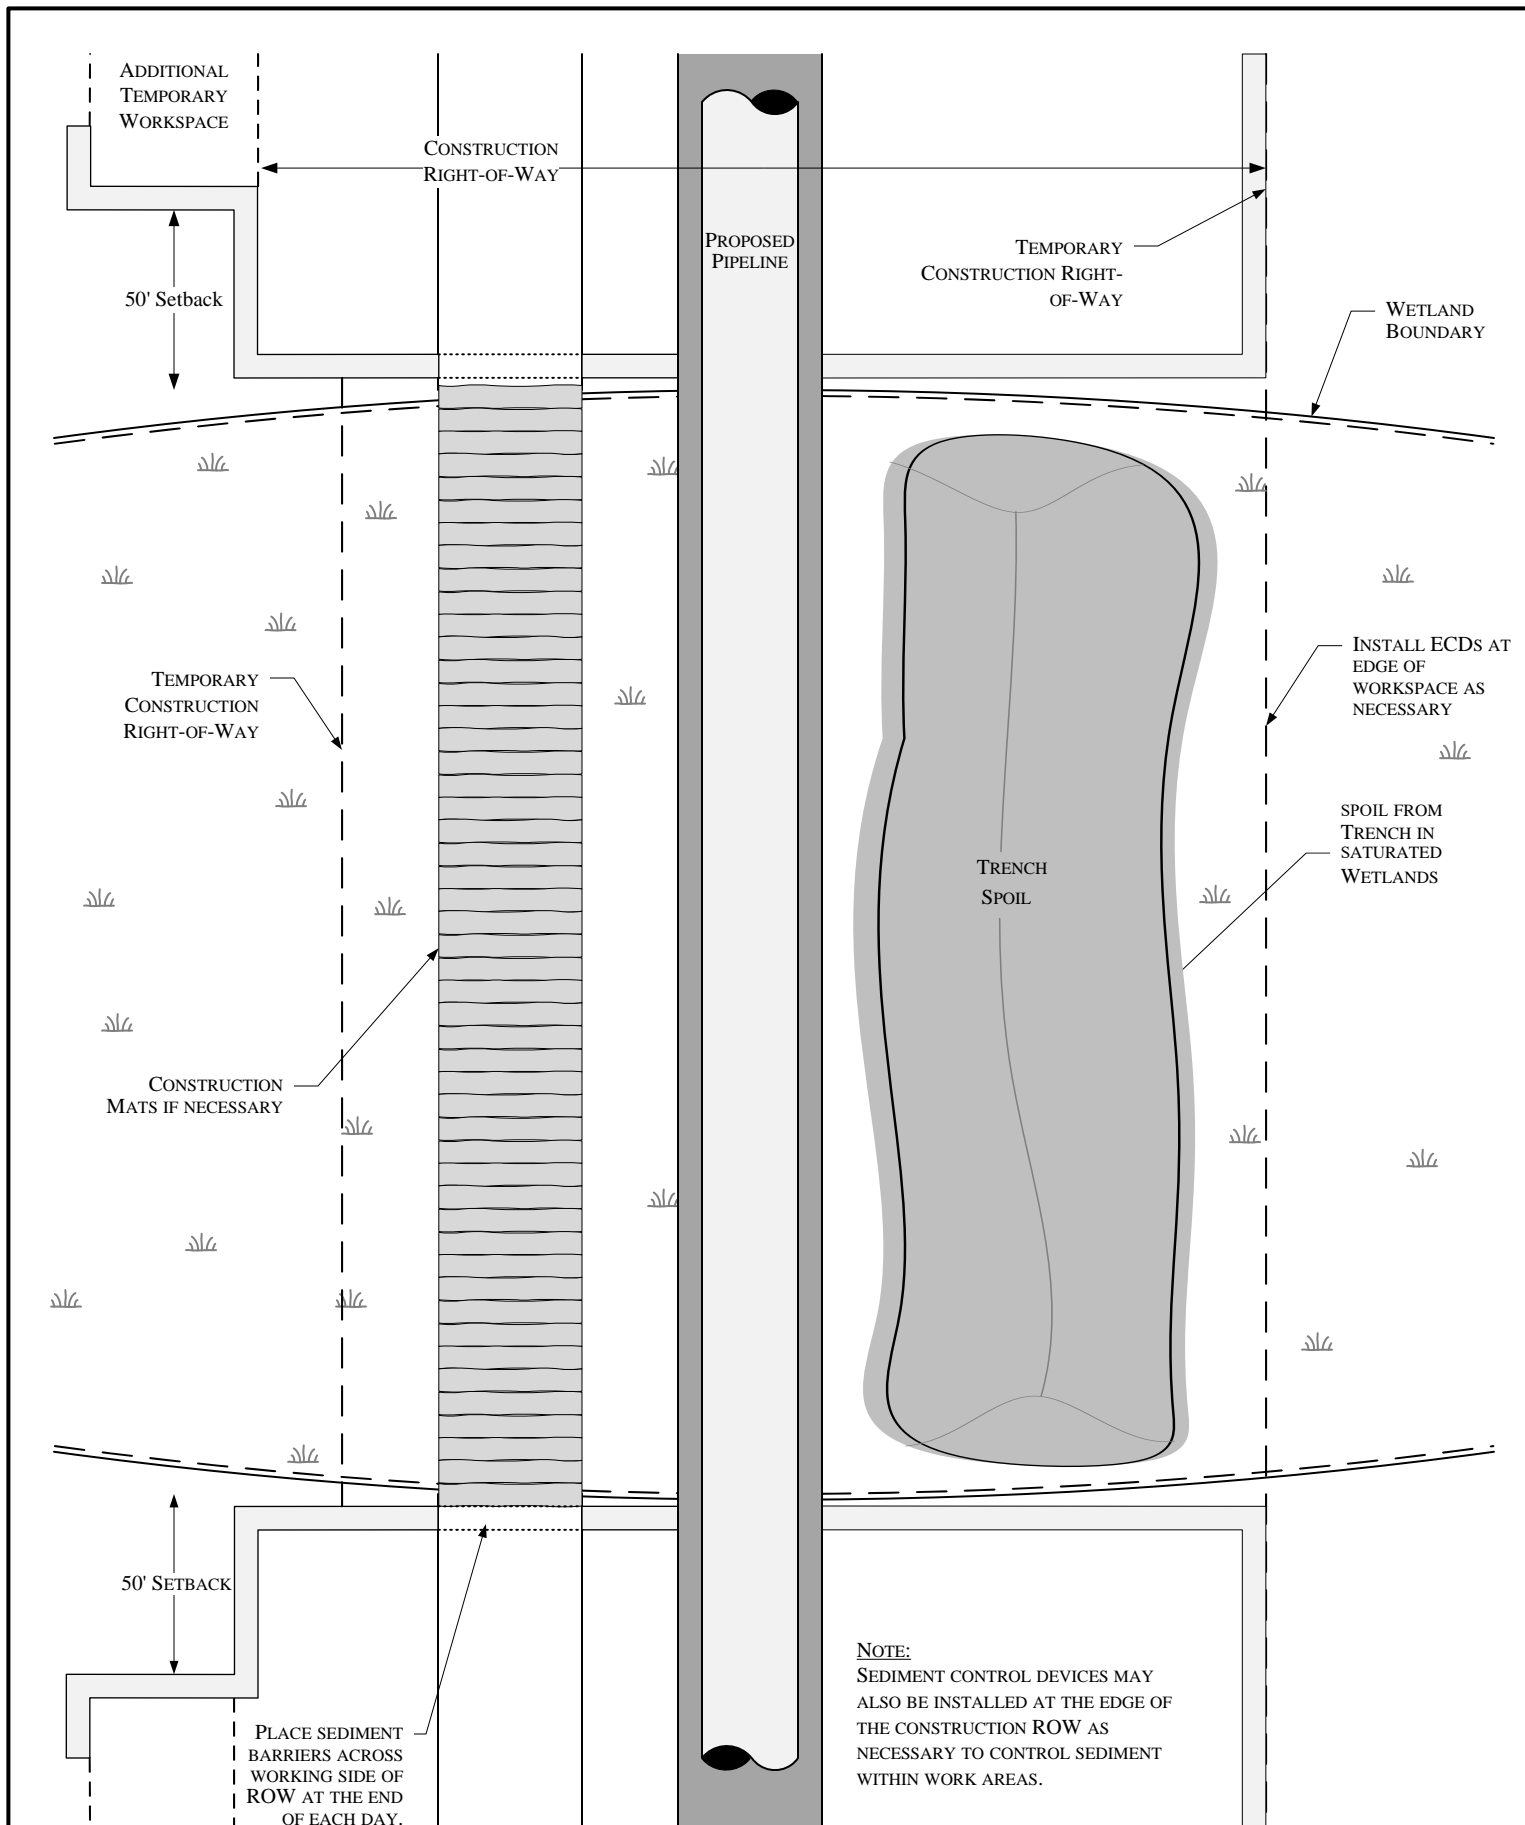 ADDITIONAL
TEMPORARY
WORKSPACE
CONSTRUCTION
RIGHT-OF-WAY
PROPOSED
PIPELINE
TEMPORARY
CONSTRUCTION RIGHT-
OF-WAY
50' Setback
WETLAND
BOUNDARY
TEMPORARY
CONSTRUCTION
RIGHT-OF-WAY
INSTALL ECDS AT
EDGE OF
WORKSPACE AS
NECESSARY
SPOIL FROM
TRENCH IN
SATURATED
WETLANDS
TRENCH
SPOIL
CONSTRUCTION
MATS IF NECESSARY
50' SETBACK
NOTE:
SEDIMENT CONTROL DEVICES MAY
ALSO BE INSTALLED AT THE EDGE OF
THE CONSTRUCTION ROW AS
NECESSARY TO CONTROL SEDIMENT
WITHIN WORK AREAS.
PLACE SEDIMENT
BARRIERS ACROSS
WORKING SIDE OF
ROW AT THE END
OF EACH DAY.